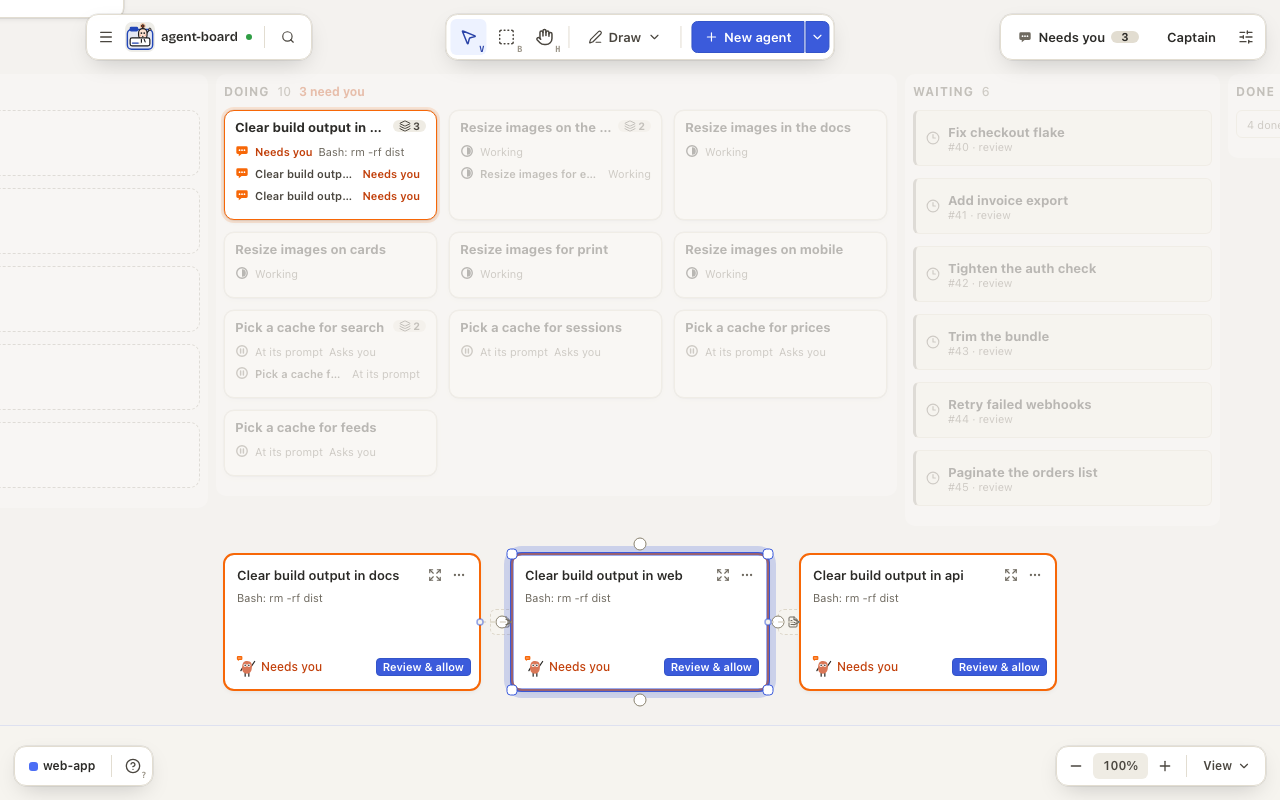 agent-board
V
B
H
Draw
New agent
Needs you 3
Captain
DOING 10 3 need you
Clear build output in ... 3
Needs you Bash: rm -rf dist
Clear build outp... Needs you
Clear build outp... Needs you
Resize images on the ... 2
Working
Resize images for e... Working
Resize images in the docs
Working
Resize images on cards
Working
Resize images for print
Working
Resize images on mobile
Working
Pick a cache for search 2
At its prompt Asks you
Pick a cache f... At its prompt
Pick a cache for sessions
At its prompt Asks you
Pick a cache for prices
At its prompt Asks you
Pick a cache for feeds
At its prompt Asks you
WAITING 6
Fix checkout flake
#40 · review
Add invoice export
#41 · review
Tighten the auth check
#42 · review
Trim the bundle
#43 · review
Retry failed webhooks
#44 · review
Paginate the orders list
#45 · review
DONE
4 done
Clear build output in docs
Bash: rm -rf dist
Needs you
Review & allow
Clear build output in web
Bash: rm -rf dist
Needs you
Review & allow
Clear build output in api
Bash: rm -rf dist
Needs you
Review & allow
web-app
?
100%
View